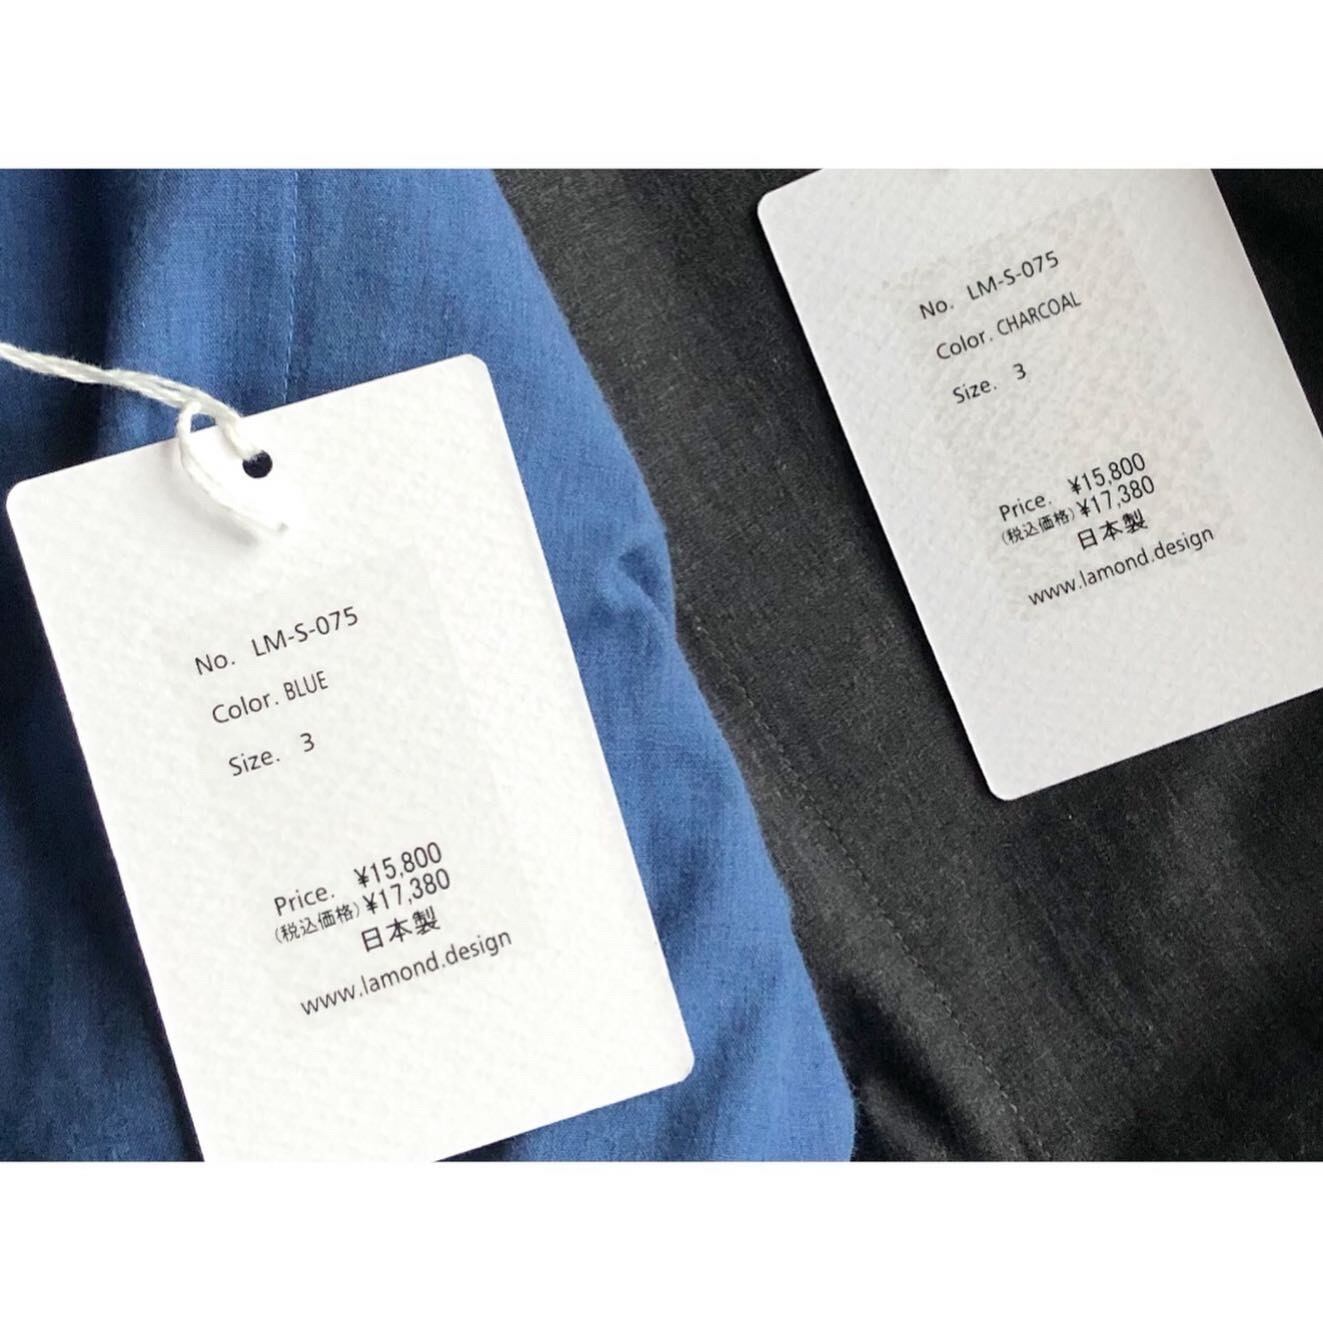 No. LM-S-075
Color. BLUE
Size. 3
Price. ¥15,800
(税込価格) ¥17,380
日本製
www.lamond.design
No. LM-S-075
Color. CHARCOAL
Size. 3
Price. ¥15,800
(税込価格) ¥17,380
日本製
www.lamond.design